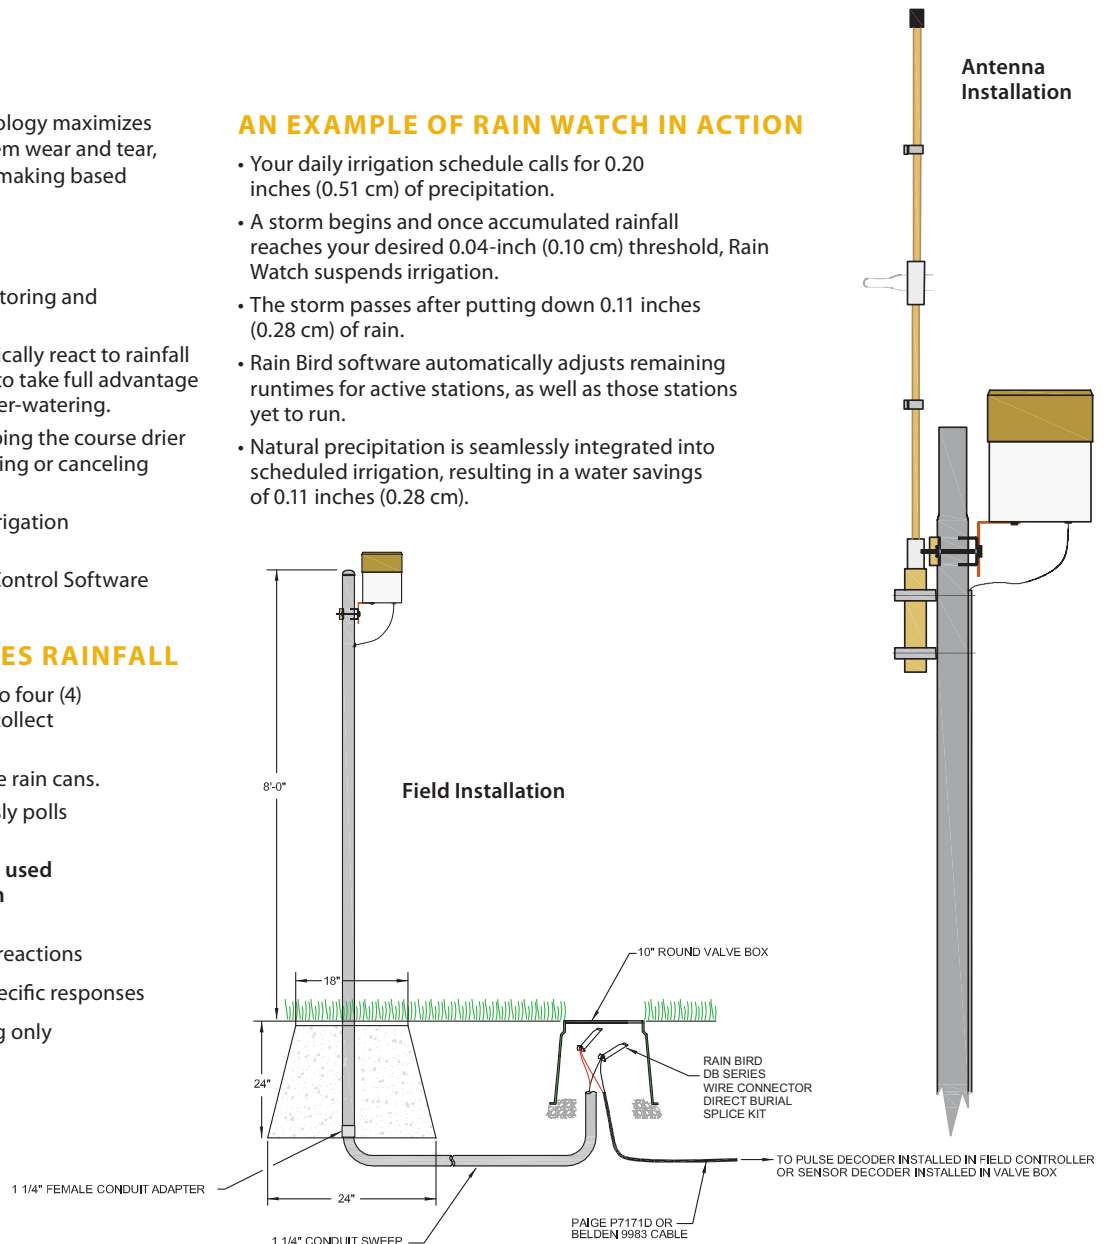 ology maximizes
em wear and tear,
making based
toring and
ically react to rainfall
to take full advantage
er-watering.
ping the course drier
ing or canceling
rigation
Control Software
ES RAINFALL
o four (4)
collect
e rain cans.
sly polls
used
n
reactions
ecific responses
g only
AN EXAMPLE OF RAIN WATCH IN ACTION
• Your daily irrigation schedule calls for 0.20
inches (0.51 cm) of precipitation.
• A storm begins and once accumulated rainfall
reaches your desired 0.04-inch (0.10 cm) threshold, Rain
Watch suspends irrigation.
• The storm passes after putting down 0.11 inches
(0.28 cm) of rain.
• Rain Bird software automatically adjusts remaining
runtimes for active stations, as well as those stations
yet to run.
• Natural precipitation is seamlessly integrated into
scheduled irrigation, resulting in a water savings
of 0.11 inches (0.28 cm).
Antenna
Installation
Field Installation
8'-0"
18"
24"
24"
10" ROUND VALVE BOX
RAIN BIRD
DB SERIES
WIRE CONNECTOR
DIRECT BURIAL
SPLICE KIT
TO PULSE DECODER INSTALLED IN FIELD CONTROLLER
OR SENSOR DECODER INSTALLED IN VALVE BOX
1 1/4" FEMALE CONDUIT ADAPTER
1 1/4" CONDUIT SWEEP
PAIGE P7171D OR
BELDEN 9983 CABLE